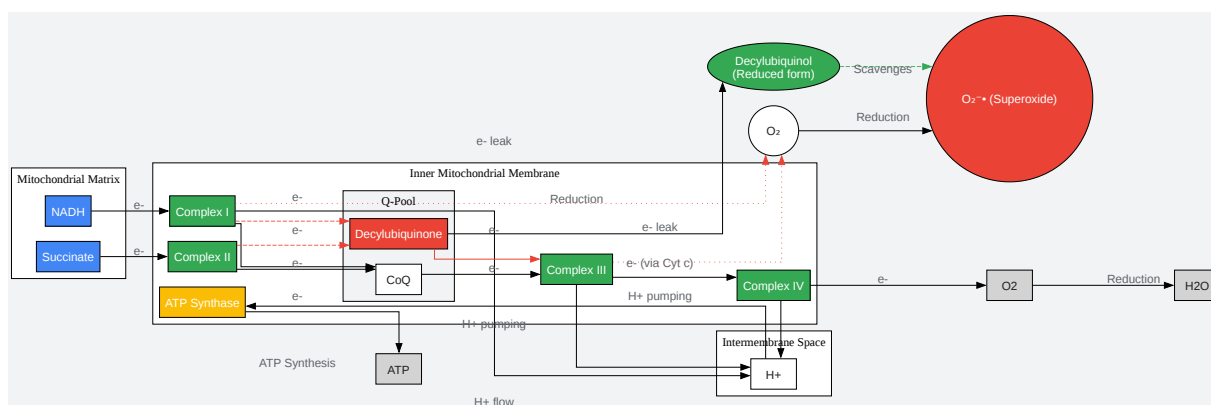 Decylubiquinol
(Reduced form)
Scavenges
O₂⁻• (Superoxide)
O₂
Reduction
e- leak
Mitochondrial Matrix
Inner Mitochondrial Membrane
NADH
e-
Complex I
e-
Q-Pool
Reduction
Decylubiquinone
e-
e-
e- leak
Succinate
e-
Complex II
e-
CoQ
e-
Complex III
e- (via Cyt c)
Complex IV
e-
O2
Reduction
H2O
ATP Synthase
e-
H+ pumping
H+ pumping
Intermembrane Space
ATP Synthesis
ATP
H+
H+ flow